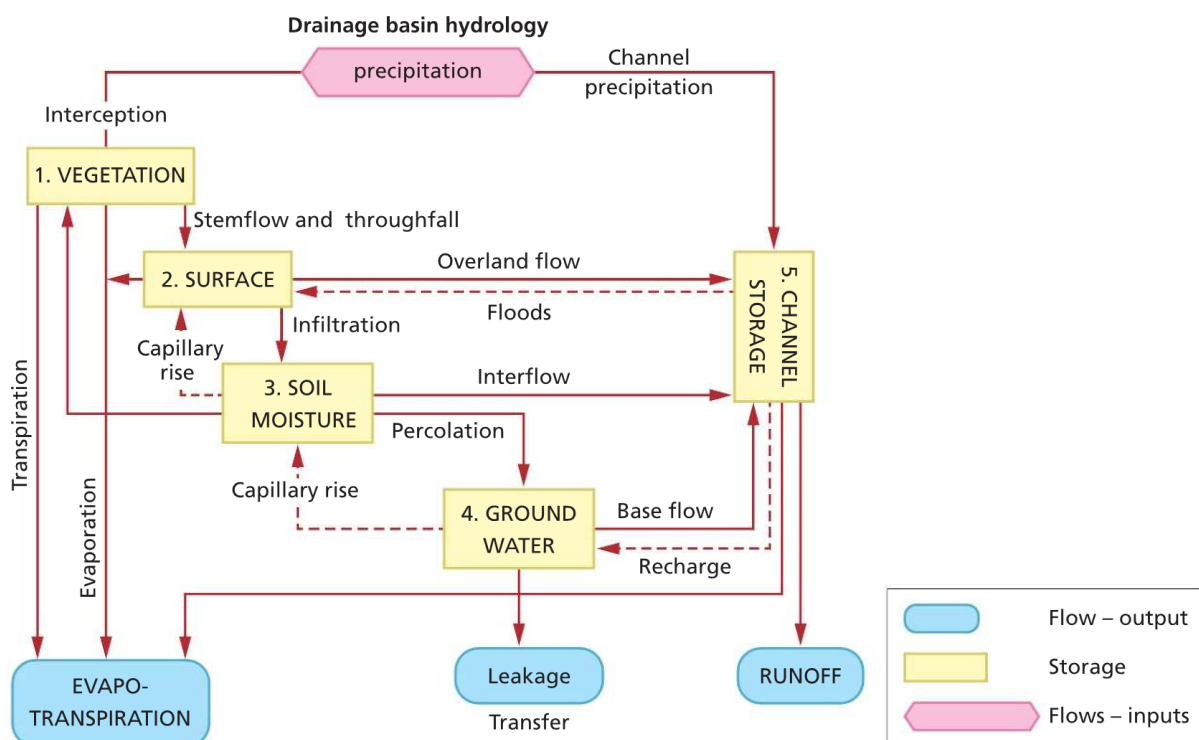 Drainage basin hydrology
precipitation
Channel
precipitation
Interception
1. VEGETATION
Stemflow and throughfall
2. SURFACE
Overland flow
Floods
5. CHANNEL
STORAGE
Infiltration
Capillary
rise
3. SOIL
MOISTURE
Interflow
Percolation
Transpiration
Evaporation
Capillary rise
4. GROUND
WATER
Base flow
Recharge
EVAPO-
TRANSPIRATION
Leakage
Transfer
RUNOFF
Flow – output
Storage
Flows – inputs